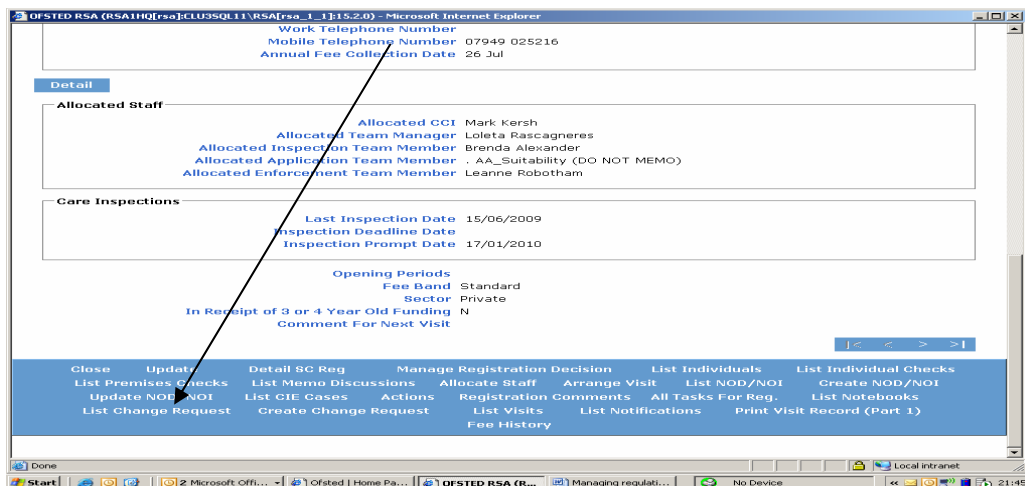 OFSTED RSA (RSA1HQ[rsa]:CLU3SQL11\RSA[rsa_1_1]:15.2.0) - Microsoft Internet Explorer
Work Telephone Number
Mobile Telephone Number 07949 025216
Annual Fee Collection Date 26 Jul
Detail
Allocated Staff
Allocated CCI Mark Kersh
Allocated Team Manager Loleta Rascagneres
Allocated Inspection Team Member Brenda Alexander
Allocated Application Team Member . AA_Suitability (DO NOT MEMO)
Allocated Enforcement Team Member Leanne Robotham
Care Inspections
Last Inspection Date 15/06/2009
Inspection Deadline Date
Inspection Prompt Date 17/01/2010
Opening Periods
Fee Band Standard
Sector Private
In Receipt of 3 or 4 Year Old Funding N
Comment For Next Visit
|< < > >|
Close Update Detail SC Reg Manage Registration Decision List Individuals List Individual Checks
List Premises Checks List Memo Discussions Allocate Staff Arrange Visit List NOD/NOI Create NOD/NOI
Update NOD/NOI List CIE Cases Actions Registration Comments All Tasks For Reg. List Notebooks
List Change Request Create Change Request List Visits List Notifications Print Visit Record (Part 1)
Fee History
Done Local intranet
Start 2 Microsoft Offi... Ofsted | Home Pa... OFSTED RSA (R... Managing regulati... No Device « 21:45